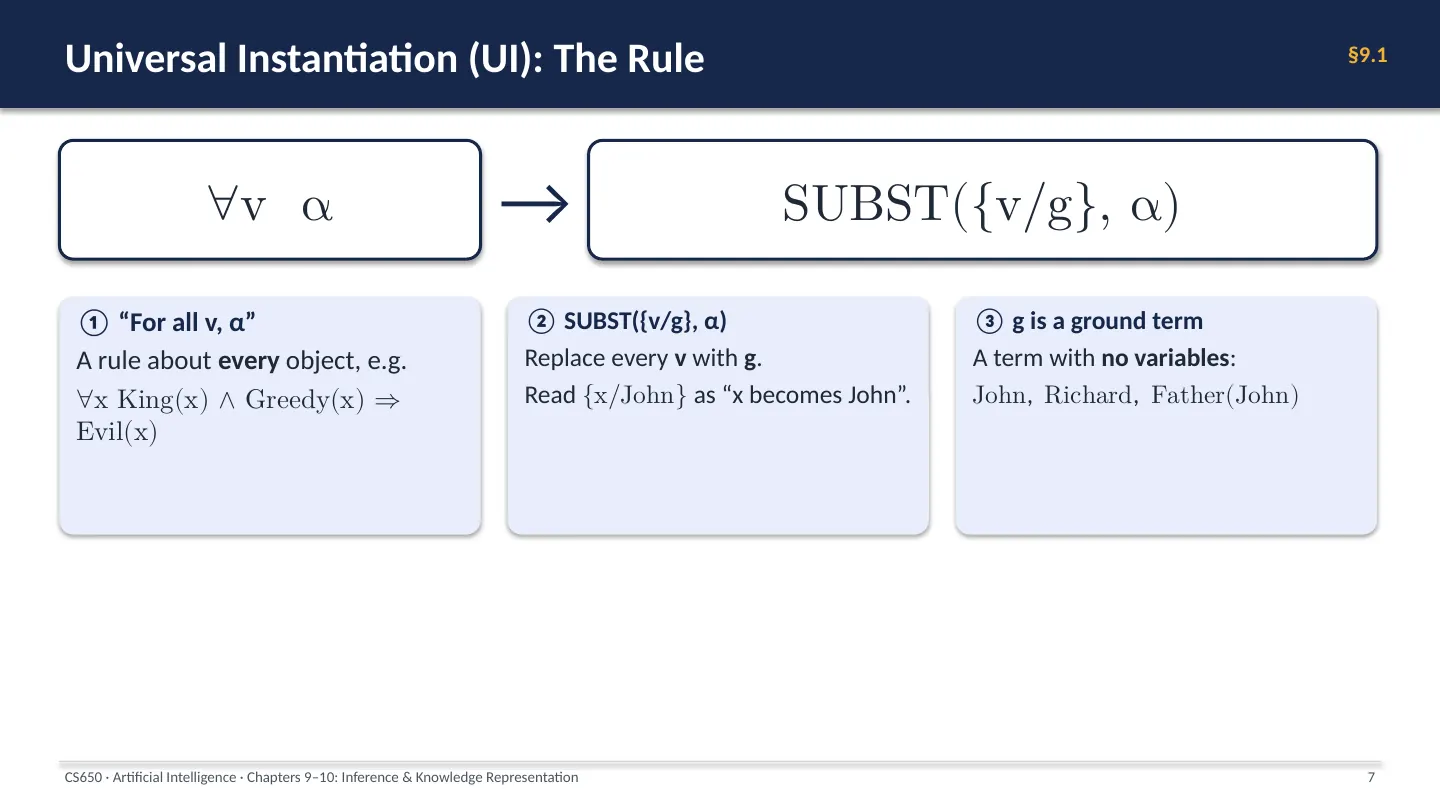 Universal Instantiation (UI): The Rule
§9.1
∀v α
→
SUBST({v/g}, α)
① “For all v, α”
A rule about every object, e.g.
∀x King(x) ∧ Greedy(x) ⇒
Evil(x)
② SUBST({v/g}, α)
Replace every v with g.
Read {x/John} as “x becomes John”.
③ g is a ground term
A term with no variables:
John, Richard, Father(John)
CS650 · Artificial Intelligence · Chapters 9–10: Inference & Knowledge Representation
7